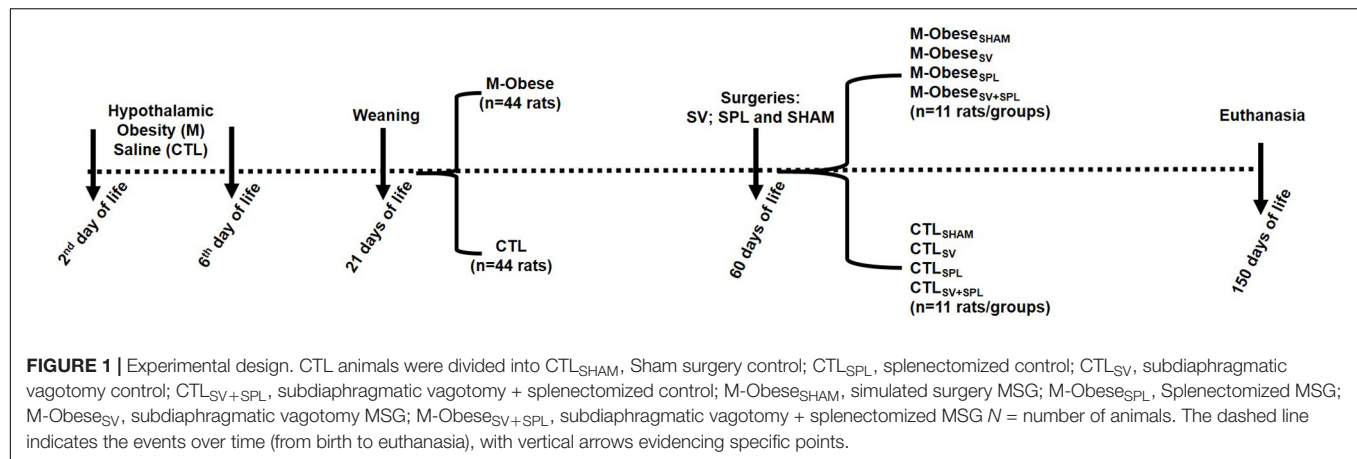 Hypothalamic
Obesity (M)
Saline (CTL)
2nd day of life
6th day of life
Weaning
21 days of life
M-Obese
(n=44 rats)
CTL
(n=44 rats)
Surgeries:
SV; SPL and SHAM
60 days of life
M-ObeseSHAM
M-ObeseSV
M-ObeseSPL
M-ObeseSV+SPL
(n=11 rats/groups)
CTLSHAM
CTLSV
CTLSPL
CTLSV+SPL
(n=11 rats/groups)
Euthanasia
150 days of life
FIGURE 1 | Experimental design. CTL animals were divided into CTLSHAM, Sham surgery control; CTLSPL, splenectomized control; CTLSV, subdiaphragmatic
vagotomy control; CTLSV+SPL, subdiaphragmatic vagotomy + splenectomized control; M-ObeseSHAM, simulated surgery MSG; M-ObeseSPL, Splenectomized MSG;
M-ObeseSV, subdiaphragmatic vagotomy MSG; M-ObeseSV+SPL, subdiaphragmatic vagotomy + splenectomized MSG N = number of animals. The dashed line
indicates the events over time (from birth to euthanasia), with vertical arrows evidencing specific points.